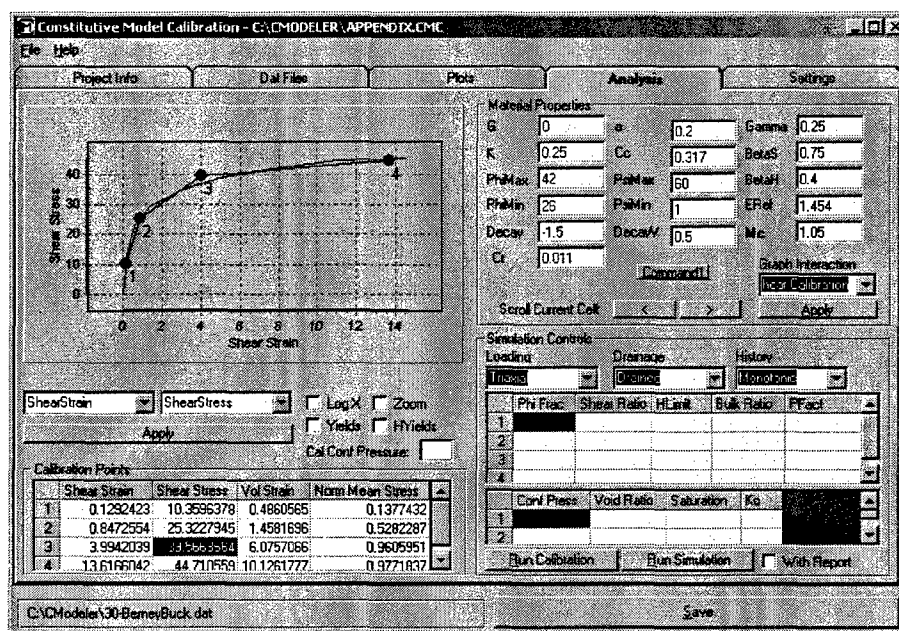 Constitutive Model Calibration - C:\CMODELER\APPENDIX.CMC
File Help
Project Info Dat Files Plots Analysis Settings
Shear Stress
40
30
20
10
0
1 2 3 4
0 2 4 6 8 10 12 14
Shear Strain
ShearStrain ShearStress
Apply
Log X Zoom
Yields HYields
Cal Conf Pressure:
Calibration Points
Shear Strain Shear Stress Vol Strain Norm Mean Stress
1 0.1292423 10.3596378 0.4860565 0.1377432
2 0.8472554 25.3227945 1.4581696 0.5282287
3 3.9942039 6.0757066 0.9605951
4 13.6166042 44.710559 10.1261777 0.9771837
Material Properties
G 0 a 0.2 Gamma 0.25
K 0.25 Cc 0.317 BetaS 0.75
PhiMax 42 PsiMax 60 BetaH 0.4
PhiMin 26 PsiMin 1 ERef 1.454
Decay -1.5 DecayV 0.5 Mc 1.05
Cr 0.011
Command1
Graph Interaction
hear Calibration
Scroll Current Cell: < > Apply
Simulation Controls
Loading Drainage History
Triaxial Drained Monotonic
Phi Frac Shear Ratio HLimit Bulk Ratio PFact
1
2
3
4
Conf Press Void Ratio Saturation Ko
1
2
Run Calibration Run Simulation With Report
C:\CModeler\30-BerneyBuck.dat Save